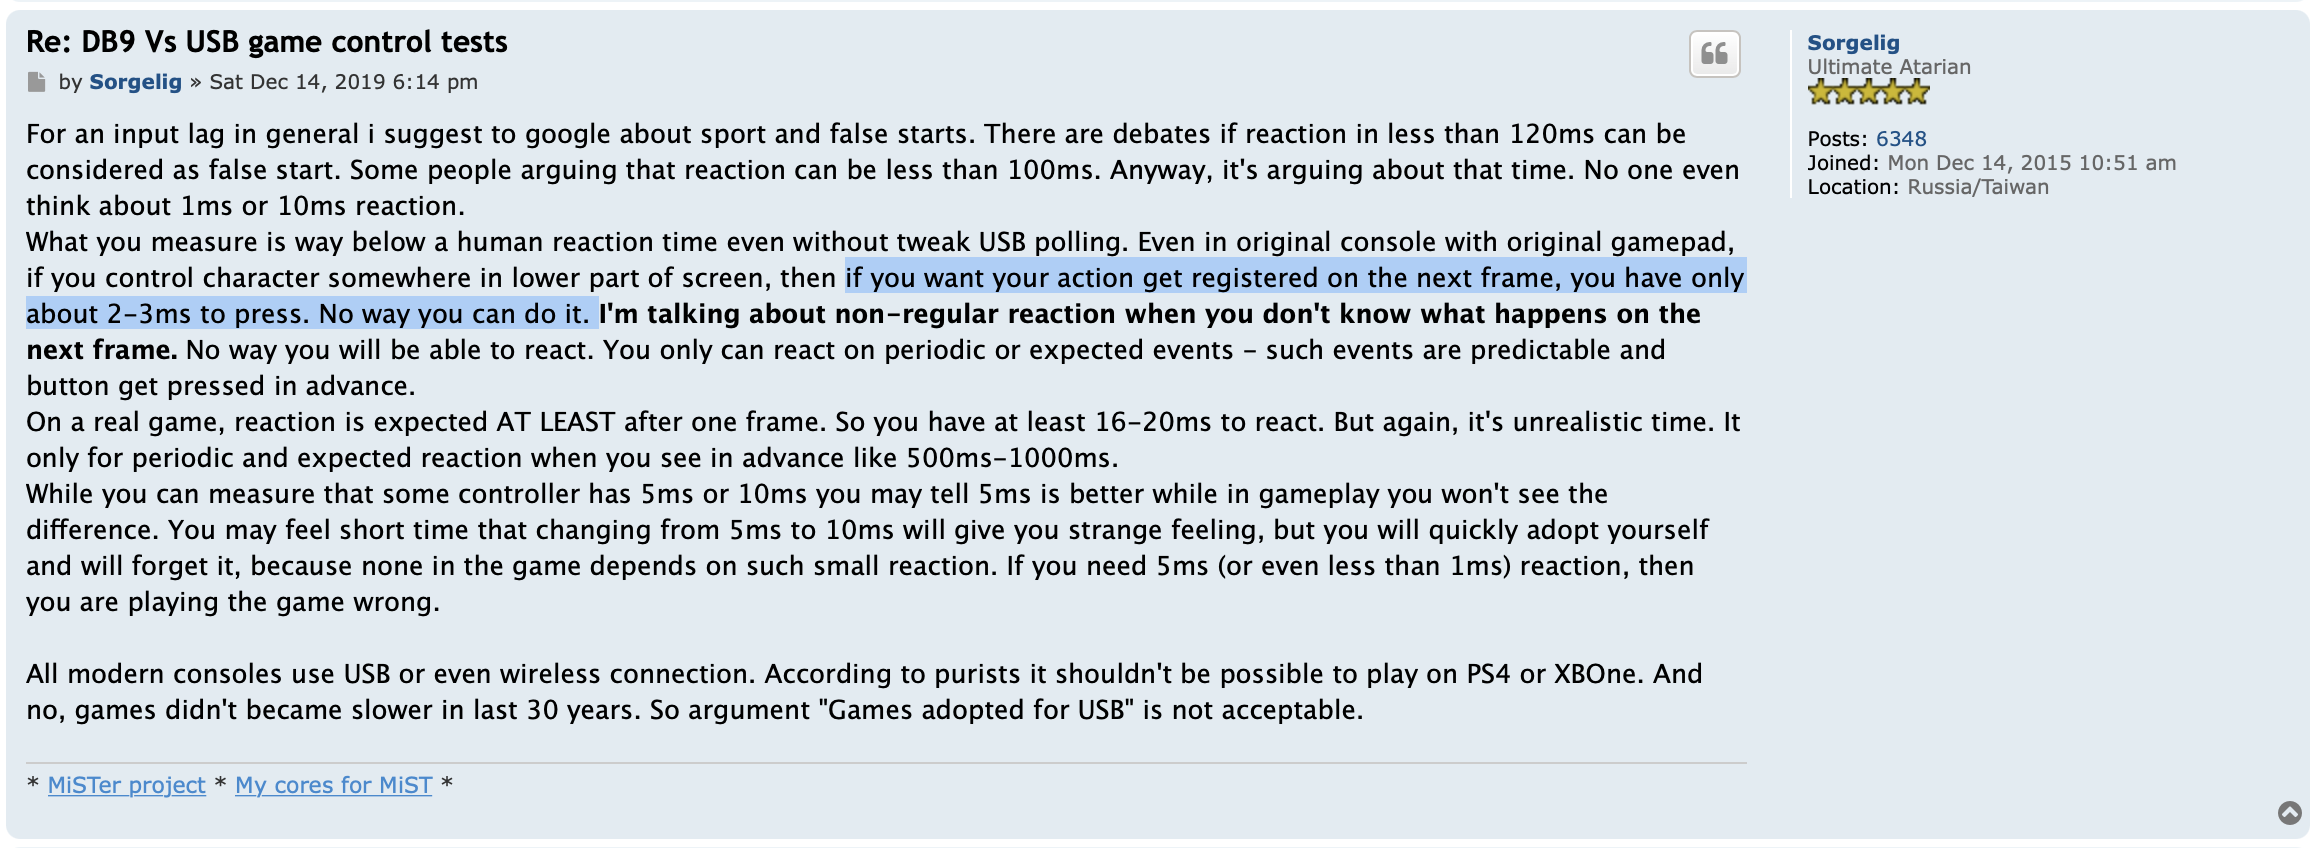 Re: DB9 Vs USB game control tests
by Sorgelig » Sat Dec 14, 2019 6:14 pm
For an input lag in general i suggest to google about sport and false starts. There are debates if reaction in less than 120ms can be
considered as false start. Some people arguing that reaction can be less than 100ms. Anyway, it's arguing about that time. No one even
think about 1ms or 10ms reaction.
What you measure is way below a human reaction time even without tweak USB polling. Even in original console with original gamepad,
if you control character somewhere in lower part of screen, then if you want your action get registered on the next frame, you have only
about 2-3ms to press. No way you can do it. I'm talking about non-regular reaction when you don't know what happens on the
next frame. No way you will be able to react. You only can react on periodic or expected events - such events are predictable and
button get pressed in advance.
On a real game, reaction is expected AT LEAST after one frame. So you have at least 16-20ms to react. But again, it's unrealistic time. It
only for periodic and expected reaction when you see in advance like 500ms-1000ms.
While you can measure that some controller has 5ms or 10ms you may tell 5ms is better while in gameplay you won't see the
difference. You may feel short time that changing from 5ms to 10ms will give you strange feeling, but you will quickly adopt yourself
and will forget it, because none in the game depends on such small reaction. If you need 5ms (or even less than 1ms) reaction, then
you are playing the game wrong.
All modern consoles use USB or even wireless connection. According to purists it shouldn't be possible to play on PS4 or XBOne. And
no, games didn't became slower in last 30 years. So argument "Games adopted for USB" is not acceptable.
* MiSTer project * My cores for MiST *
Sorgelig
Ultimate Atarian
Posts: 6348
Joined: Mon Dec 14, 2015 10:51 am
Location: Russia/Taiwan